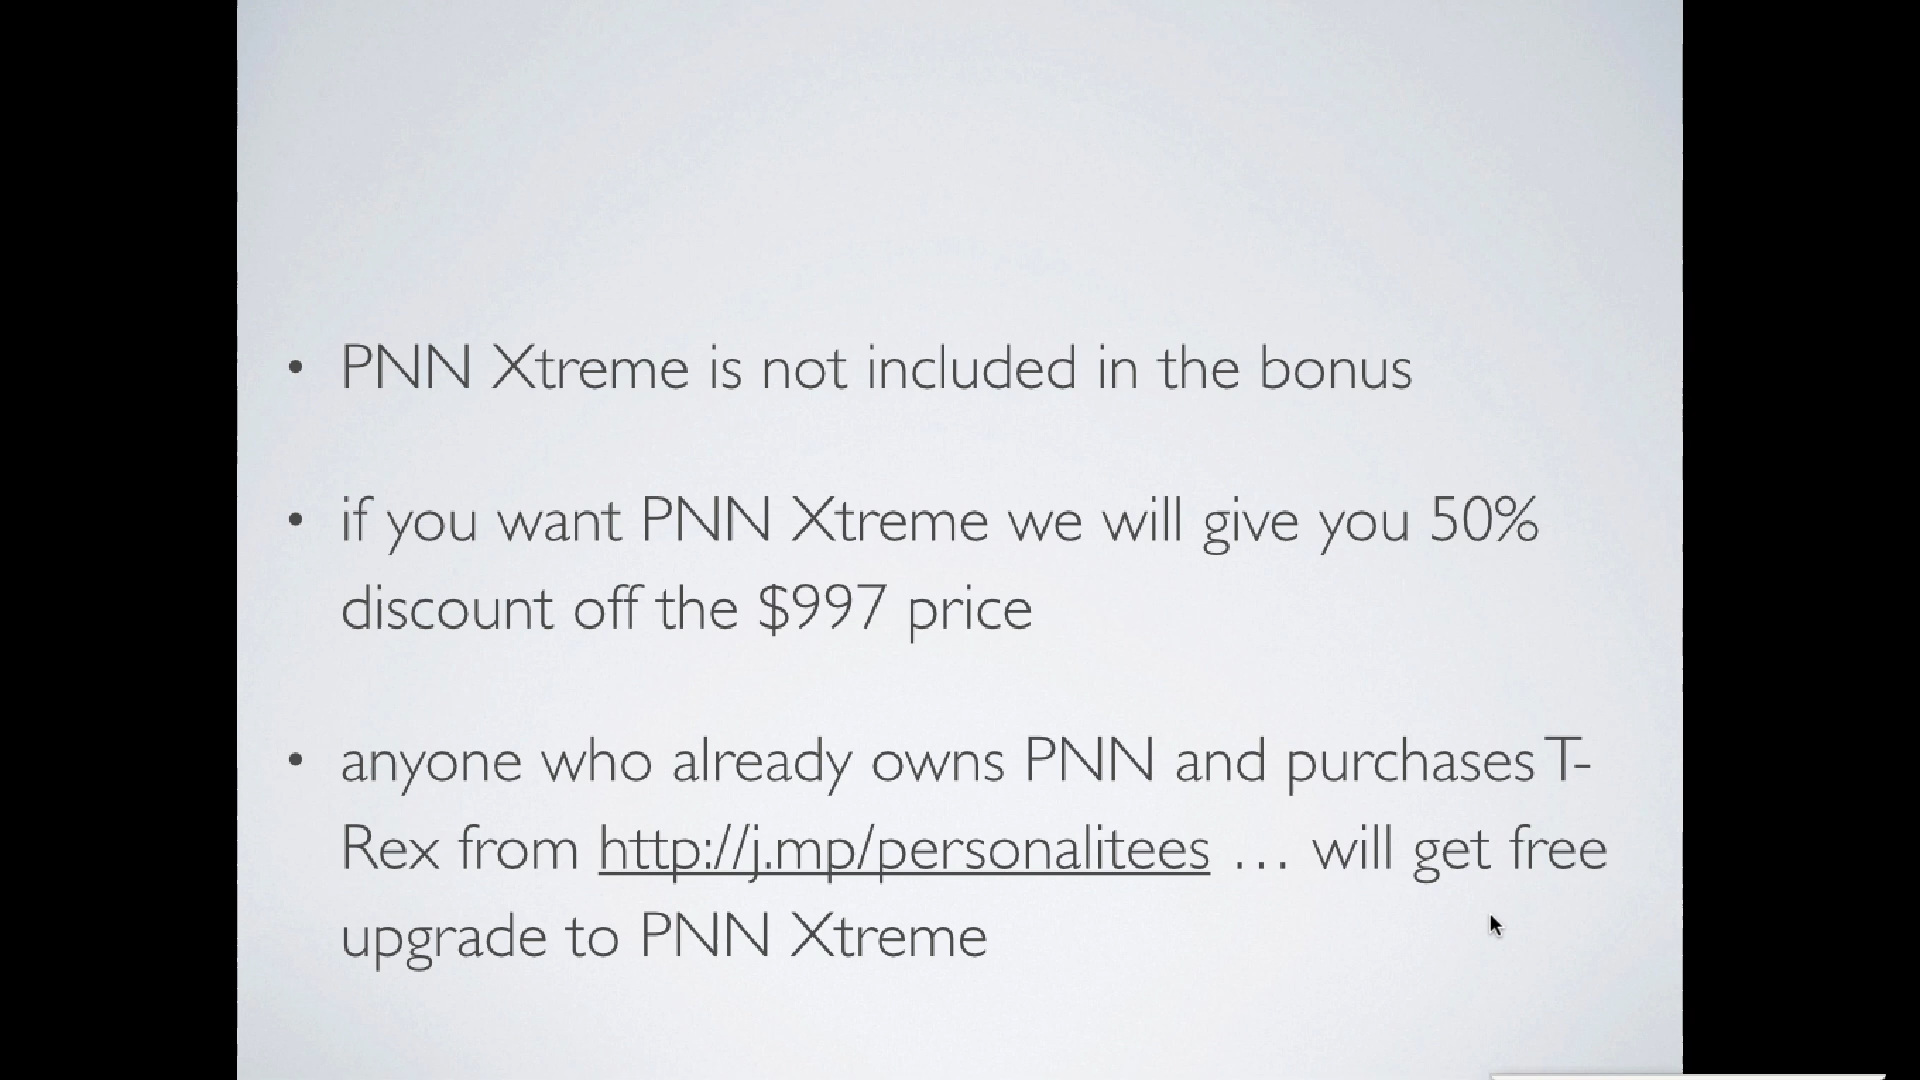 • PNN Xtreme is not included in the bonus
• if you want PNN Xtreme we will give you 50%
discount off the $997 price
• anyone who already owns PNN and purchases T-
Rex from http://j.mp/personalitees ... will get free
upgrade to PNN Xtreme